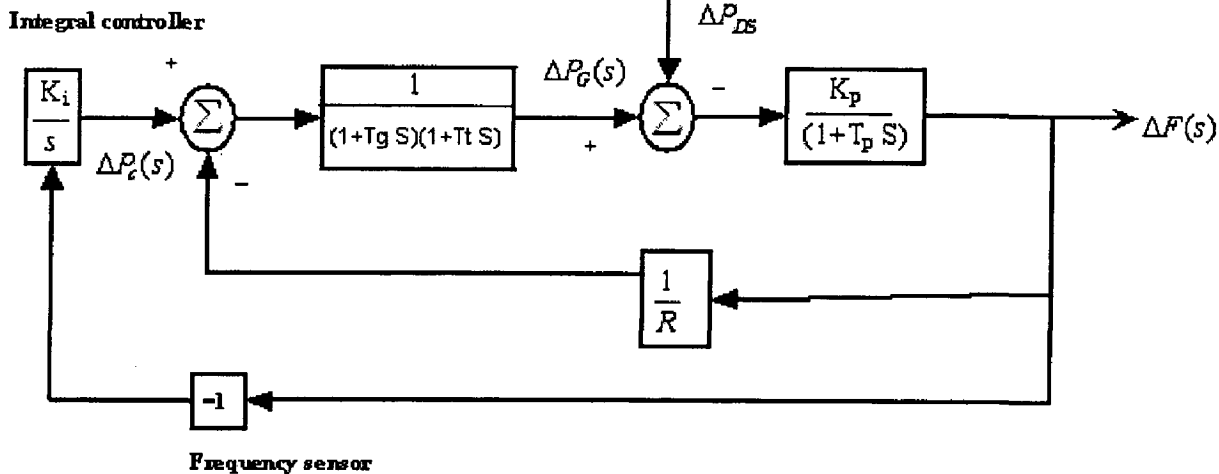 Integral controller
ΔP_DS
+
K_i
s
ΔP_c(s)
Σ
−
1
(1+Tg S)(1+Tt S)
ΔP_G(s)
+
Σ
−
K_p
(1+T_p S)
ΔF(s)
1
R
-1
Frequency sensor